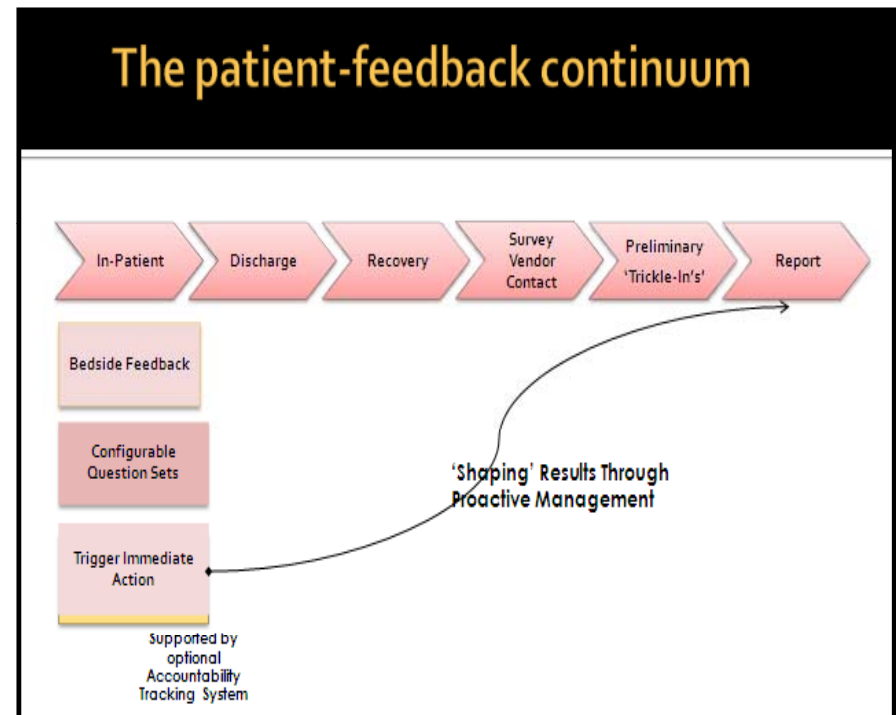 The patient-feedback continuum
In-Patient
Discharge
Recovery
Survey
Vendor
Contact
Preliminary
'Trickle-In's'
Report
Bedside Feedback
Configurable
Question Sets
Trigger Immediate
Action
'Shaping' Results Through
Proactive Management
Supported by
optional
Accountability
Tracking System